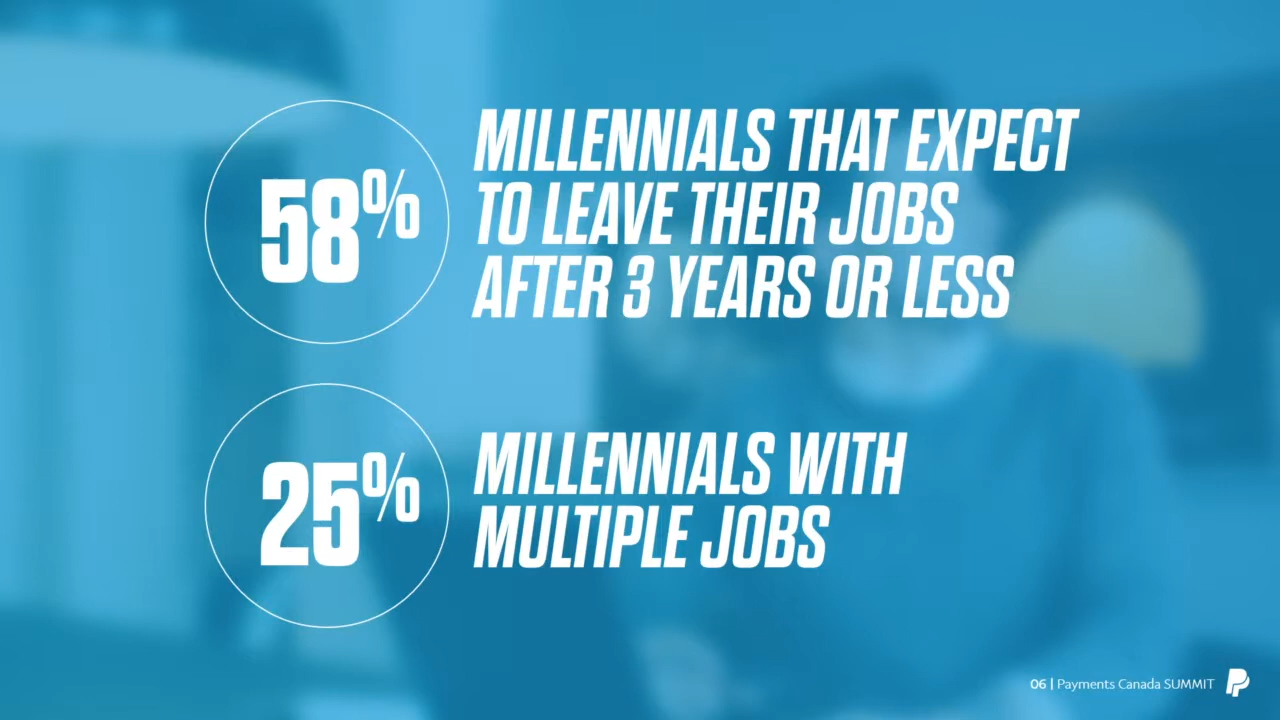 58%
MILLENNIALS THAT EXPECT
TO LEAVE THEIR JOBS
AFTER 3 YEARS OR LESS
25%
MILLENNIALS WITH
MULTIPLE JOBS
06 | Payments Canada SUMMIT